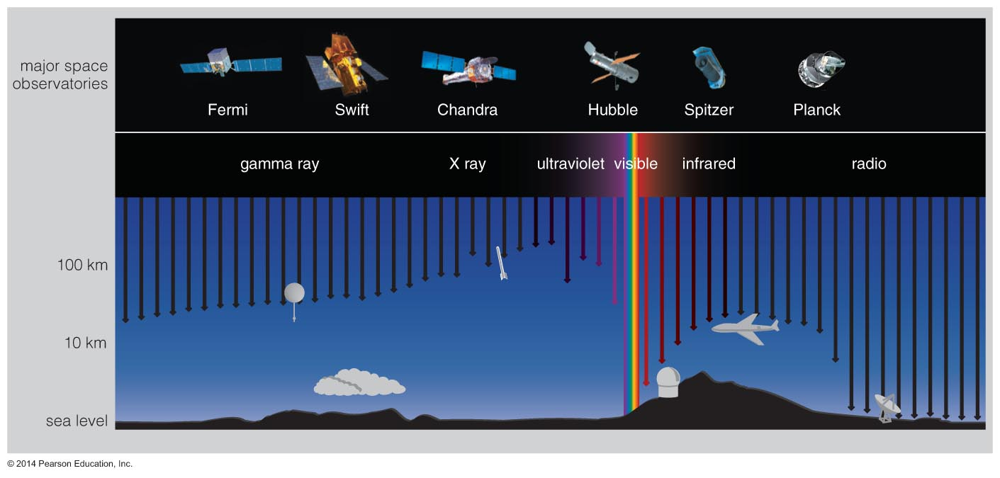 major space
observatories
Fermi Swift Chandra Hubble Spitzer Planck
gamma ray X ray ultraviolet visible infrared radio
100 km
10 km
sea level
© 2014 Pearson Education, Inc.